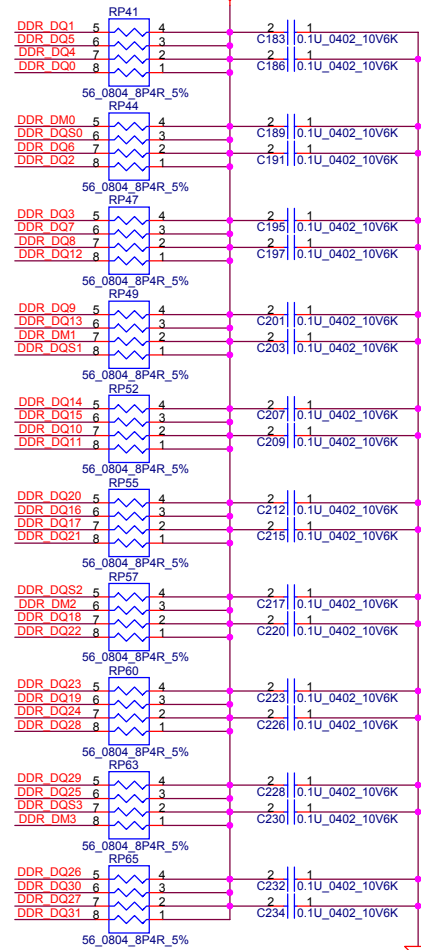 RP41
DDR_DQ1 5 4 2 1
DDR_DQ5 6 3 C183 0.1U_0402_10V6K
DDR_DQ4 7 2 2 1
DDR_DQ0 8 1 C186 0.1U_0402_10V6K
56_0804_8P4R_5%
RP44
DDR_DM0 5 4 2 1
DDR_DQS0 6 3 C189 0.1U_0402_10V6K
DDR_DQ6 7 2 2 1
DDR_DQ2 8 1 C191 0.1U_0402_10V6K
56_0804_8P4R_5%
RP47
DDR_DQ3 5 4 2 1
DDR_DQ7 6 3 C195 0.1U_0402_10V6K
DDR_DQ8 7 2 2 1
DDR_DQ12 8 1 C197 0.1U_0402_10V6K
56_0804_8P4R_5%
RP49
DDR_DQ9 5 4 2 1
DDR_DQ13 6 3 C201 0.1U_0402_10V6K
DDR_DM1 7 2 2 1
DDR_DQS1 8 1 C203 0.1U_0402_10V6K
56_0804_8P4R_5%
RP52
DDR_DQ14 5 4 2 1
DDR_DQ15 6 3 C207 0.1U_0402_10V6K
DDR_DQ10 7 2 2 1
DDR_DQ11 8 1 C209 0.1U_0402_10V6K
56_0804_8P4R_5%
RP55
DDR_DQ20 5 4 2 1
DDR_DQ16 6 3 C212 0.1U_0402_10V6K
DDR_DQ17 7 2 2 1
DDR_DQ21 8 1 C215 0.1U_0402_10V6K
56_0804_8P4R_5%
RP57
DDR_DQS2 5 4 2 1
DDR_DM2 6 3 C217 0.1U_0402_10V6K
DDR_DQ18 7 2 2 1
DDR_DQ22 8 1 C220 0.1U_0402_10V6K
56_0804_8P4R_5%
RP60
DDR_DQ23 5 4 2 1
DDR_DQ19 6 3 C223 0.1U_0402_10V6K
DDR_DQ24 7 2 2 1
DDR_DQ28 8 1 C226 0.1U_0402_10V6K
56_0804_8P4R_5%
RP63
DDR_DQ29 5 4 2 1
DDR_DQ25 6 3 C228 0.1U_0402_10V6K
DDR_DQS3 7 2 2 1
DDR_DM3 8 1 C230 0.1U_0402_10V6K
56_0804_8P4R_5%
RP65
DDR_DQ26 5 4 2 1
DDR_DQ30 6 3 C232 0.1U_0402_10V6K
DDR_DQ27 7 2 2 1
DDR_DQ31 8 1 C234 0.1U_0402_10V6K
56_0804_8P4R_5%